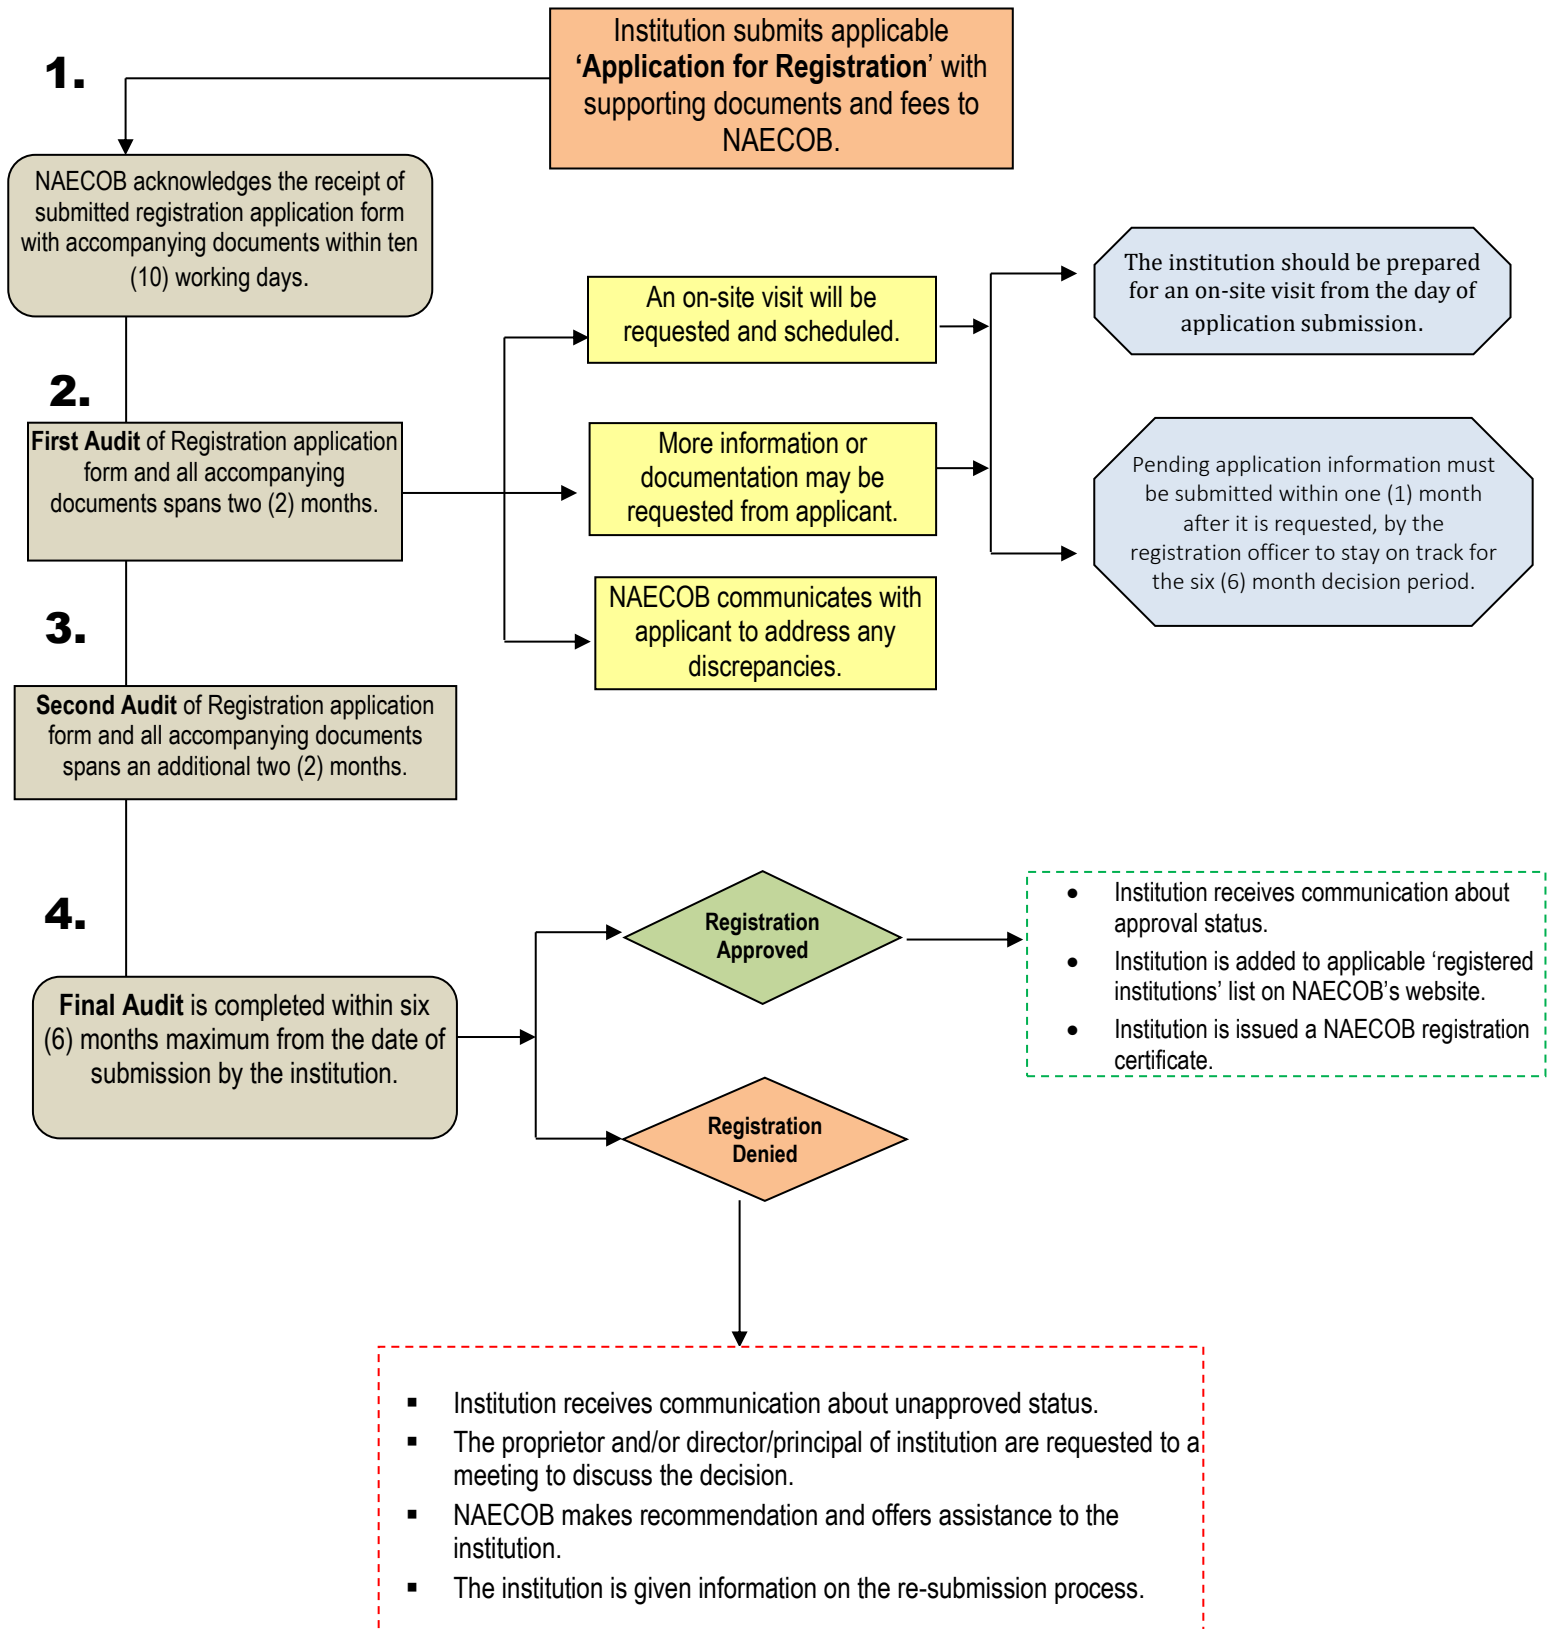 Institution submits applicable
‘Application for Registration’ with
supporting documents and fees to
NAECOB.
1.
NAECOB acknowledges the receipt of
submitted registration application form
with accompanying documents within ten
(10) working days.
2.
First Audit of Registration application
form and all accompanying
documents spans two (2) months.
An on-site visit will be
requested and scheduled.
More information or
documentation may be
requested from applicant.
NAECOB communicates with
applicant to address any
discrepancies.
The institution should be prepared
for an on-site visit from the day of
application submission.
Pending application information must
be submitted within one (1) month
after it is requested, by the
registration officer to stay on track for
the six (6) month decision period.
3.
Second Audit of Registration application
form and all accompanying documents
spans an additional two (2) months.
4.
Final Audit is completed within six
(6) months maximum from the date of
submission by the institution.
Registration
Approved
• Institution receives communication about
approval status.
• Institution is added to applicable ‘registered
institutions’ list on NAECOB’s website.
• Institution is issued a NAECOB registration
certificate.
Registration
Denied
▪ Institution receives communication about unapproved status.
▪ The proprietor and/or director/principal of institution are requested to a
meeting to discuss the decision.
▪ NAECOB makes recommendation and offers assistance to the
institution.
▪ The institution is given information on the re-submission process.